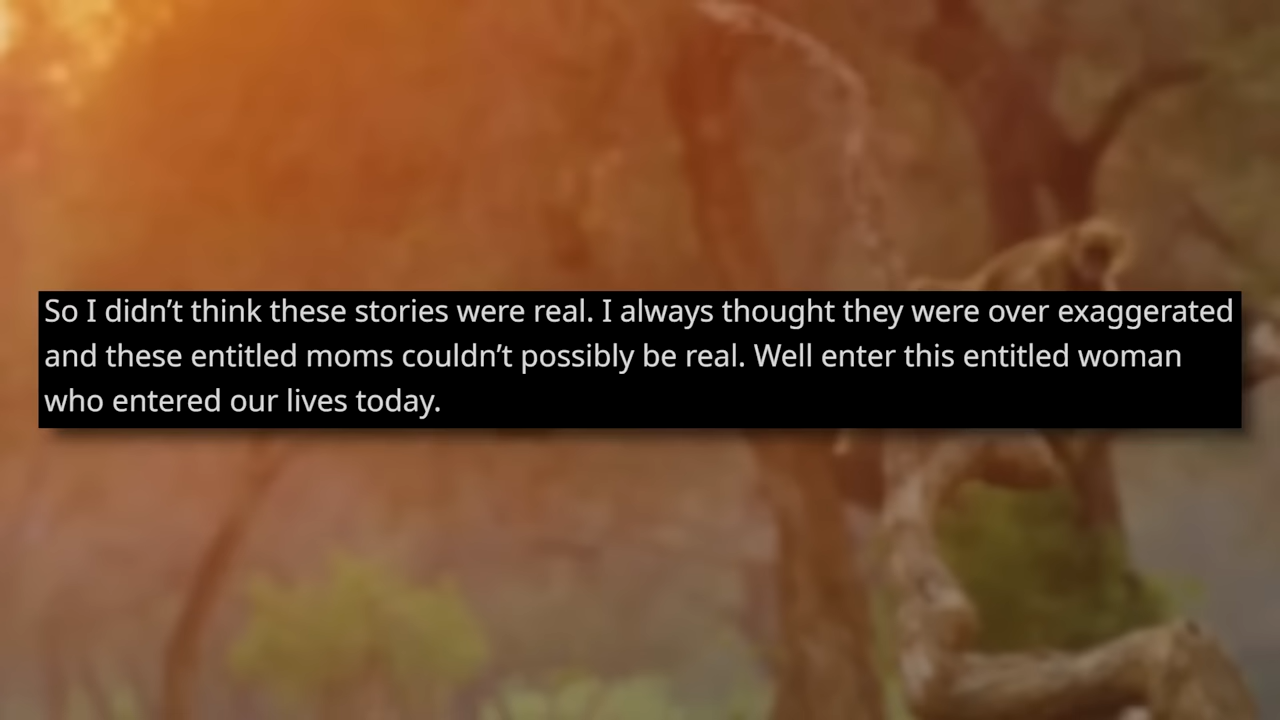 So I didn’t think these stories were real. I always thought they were over exaggerated
and these entitled moms couldn’t possibly be real. Well enter this entitled woman
who entered our lives today.